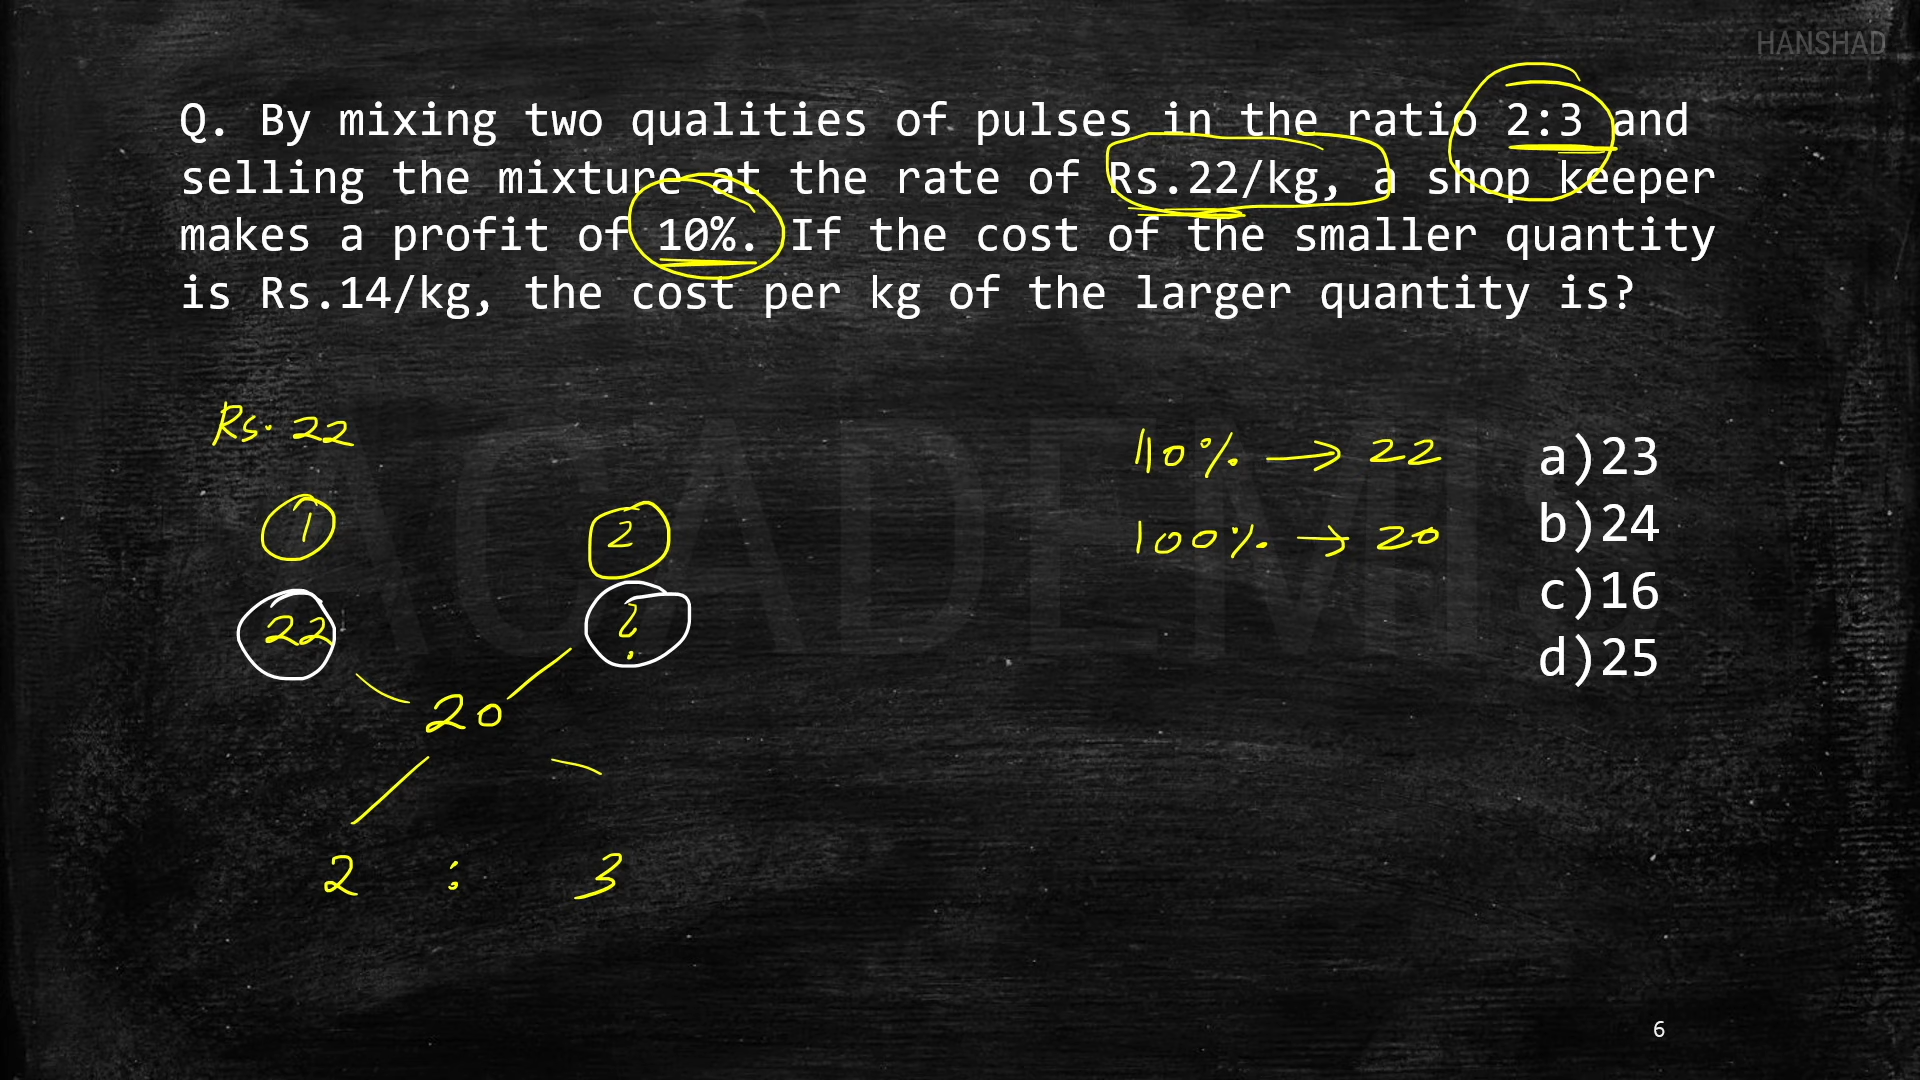 HANSHAD
Q. By mixing two qualities of pulses in the ratio 2:3 and
selling the mixture at the rate of Rs.22/kg, a shop keeper
makes a profit of 10%. If the cost of the smaller quantity
is Rs.14/kg, the cost per kg of the larger quantity is?
Rs. 22
1 2
22 ?
20
2 : 3
110% → 22
100% → 20
a)23
b)24
c)16
d)25
6